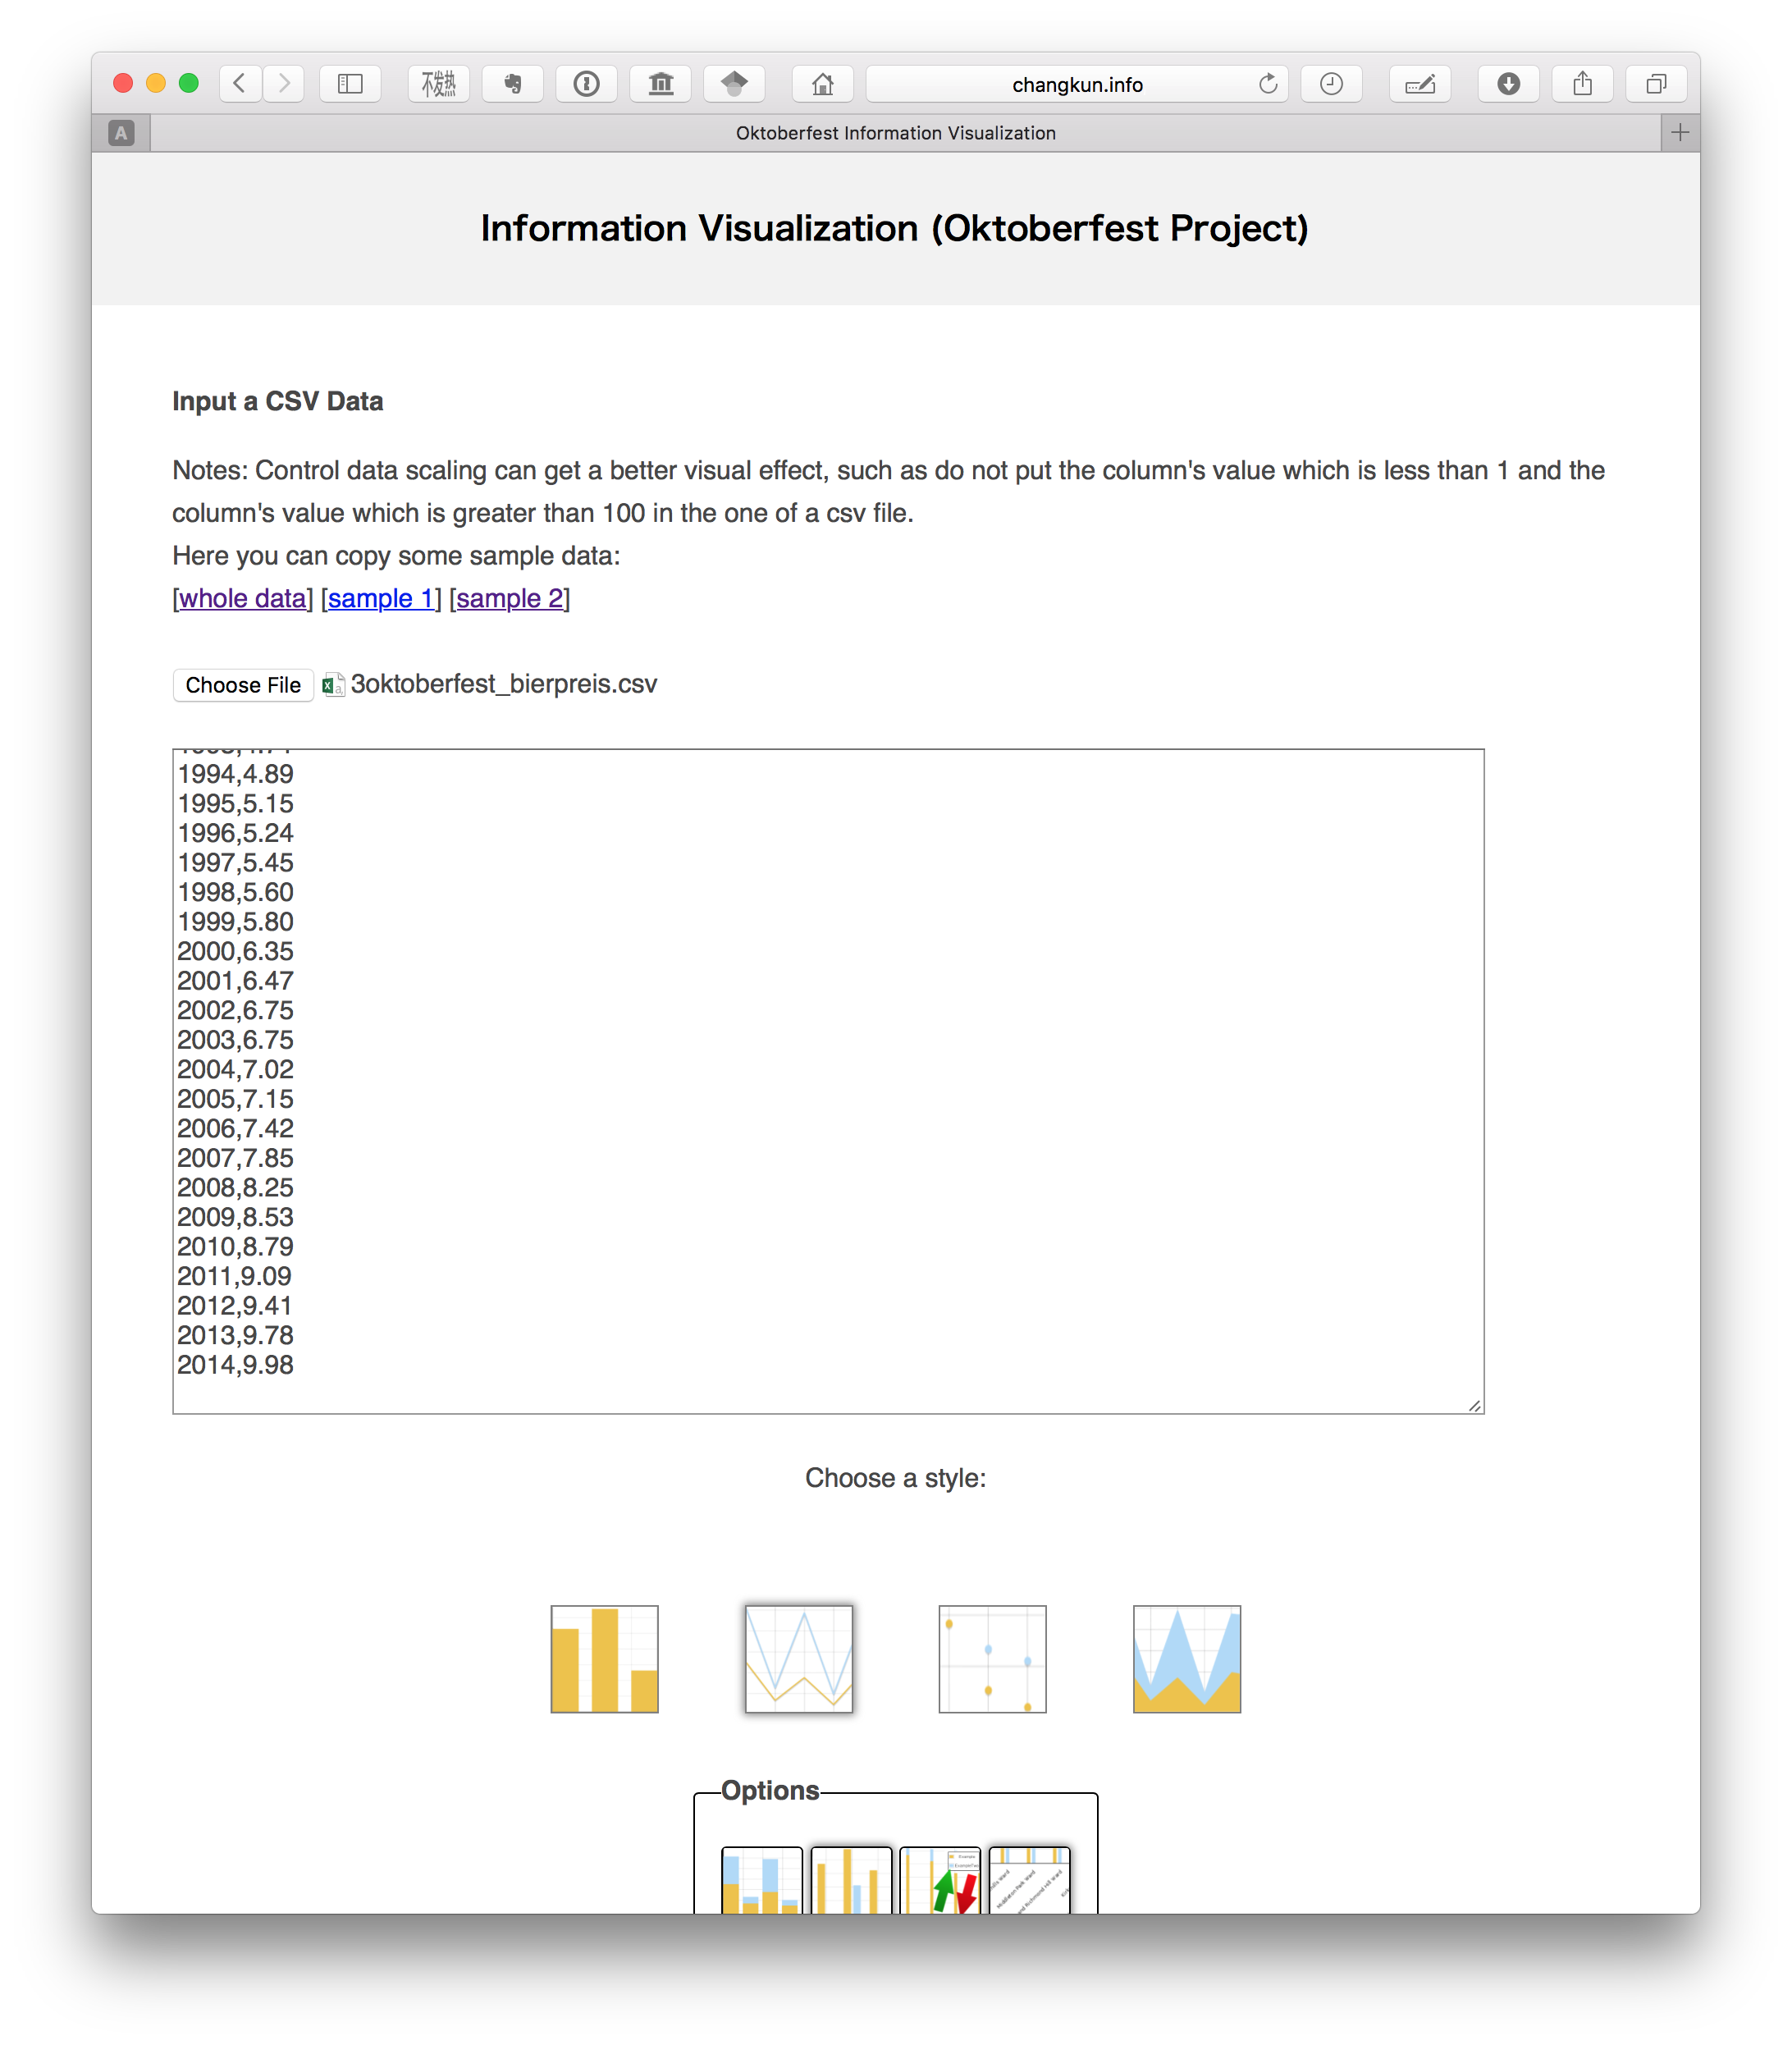 不发热
changkun.info
A
Oktoberfest Information Visualization
Information Visualization (Oktoberfest Project)
Input a CSV Data
Notes: Control data scaling can get a better visual effect, such as do not put the column's value which is less than 1 and the
column's value which is greater than 100 in the one of a csv file.
Here you can copy some sample data:
[whole data] [sample 1] [sample 2]
Choose File 3oktoberfest_bierpreis.csv
1994,4.89
1995,5.15
1996,5.24
1997,5.45
1998,5.60
1999,5.80
2000,6.35
2001,6.47
2002,6.75
2003,6.75
2004,7.02
2005,7.15
2006,7.42
2007,7.85
2008,8.25
2009,8.53
2010,8.79
2011,9.09
2012,9.41
2013,9.78
2014,9.98
Choose a style:
Options